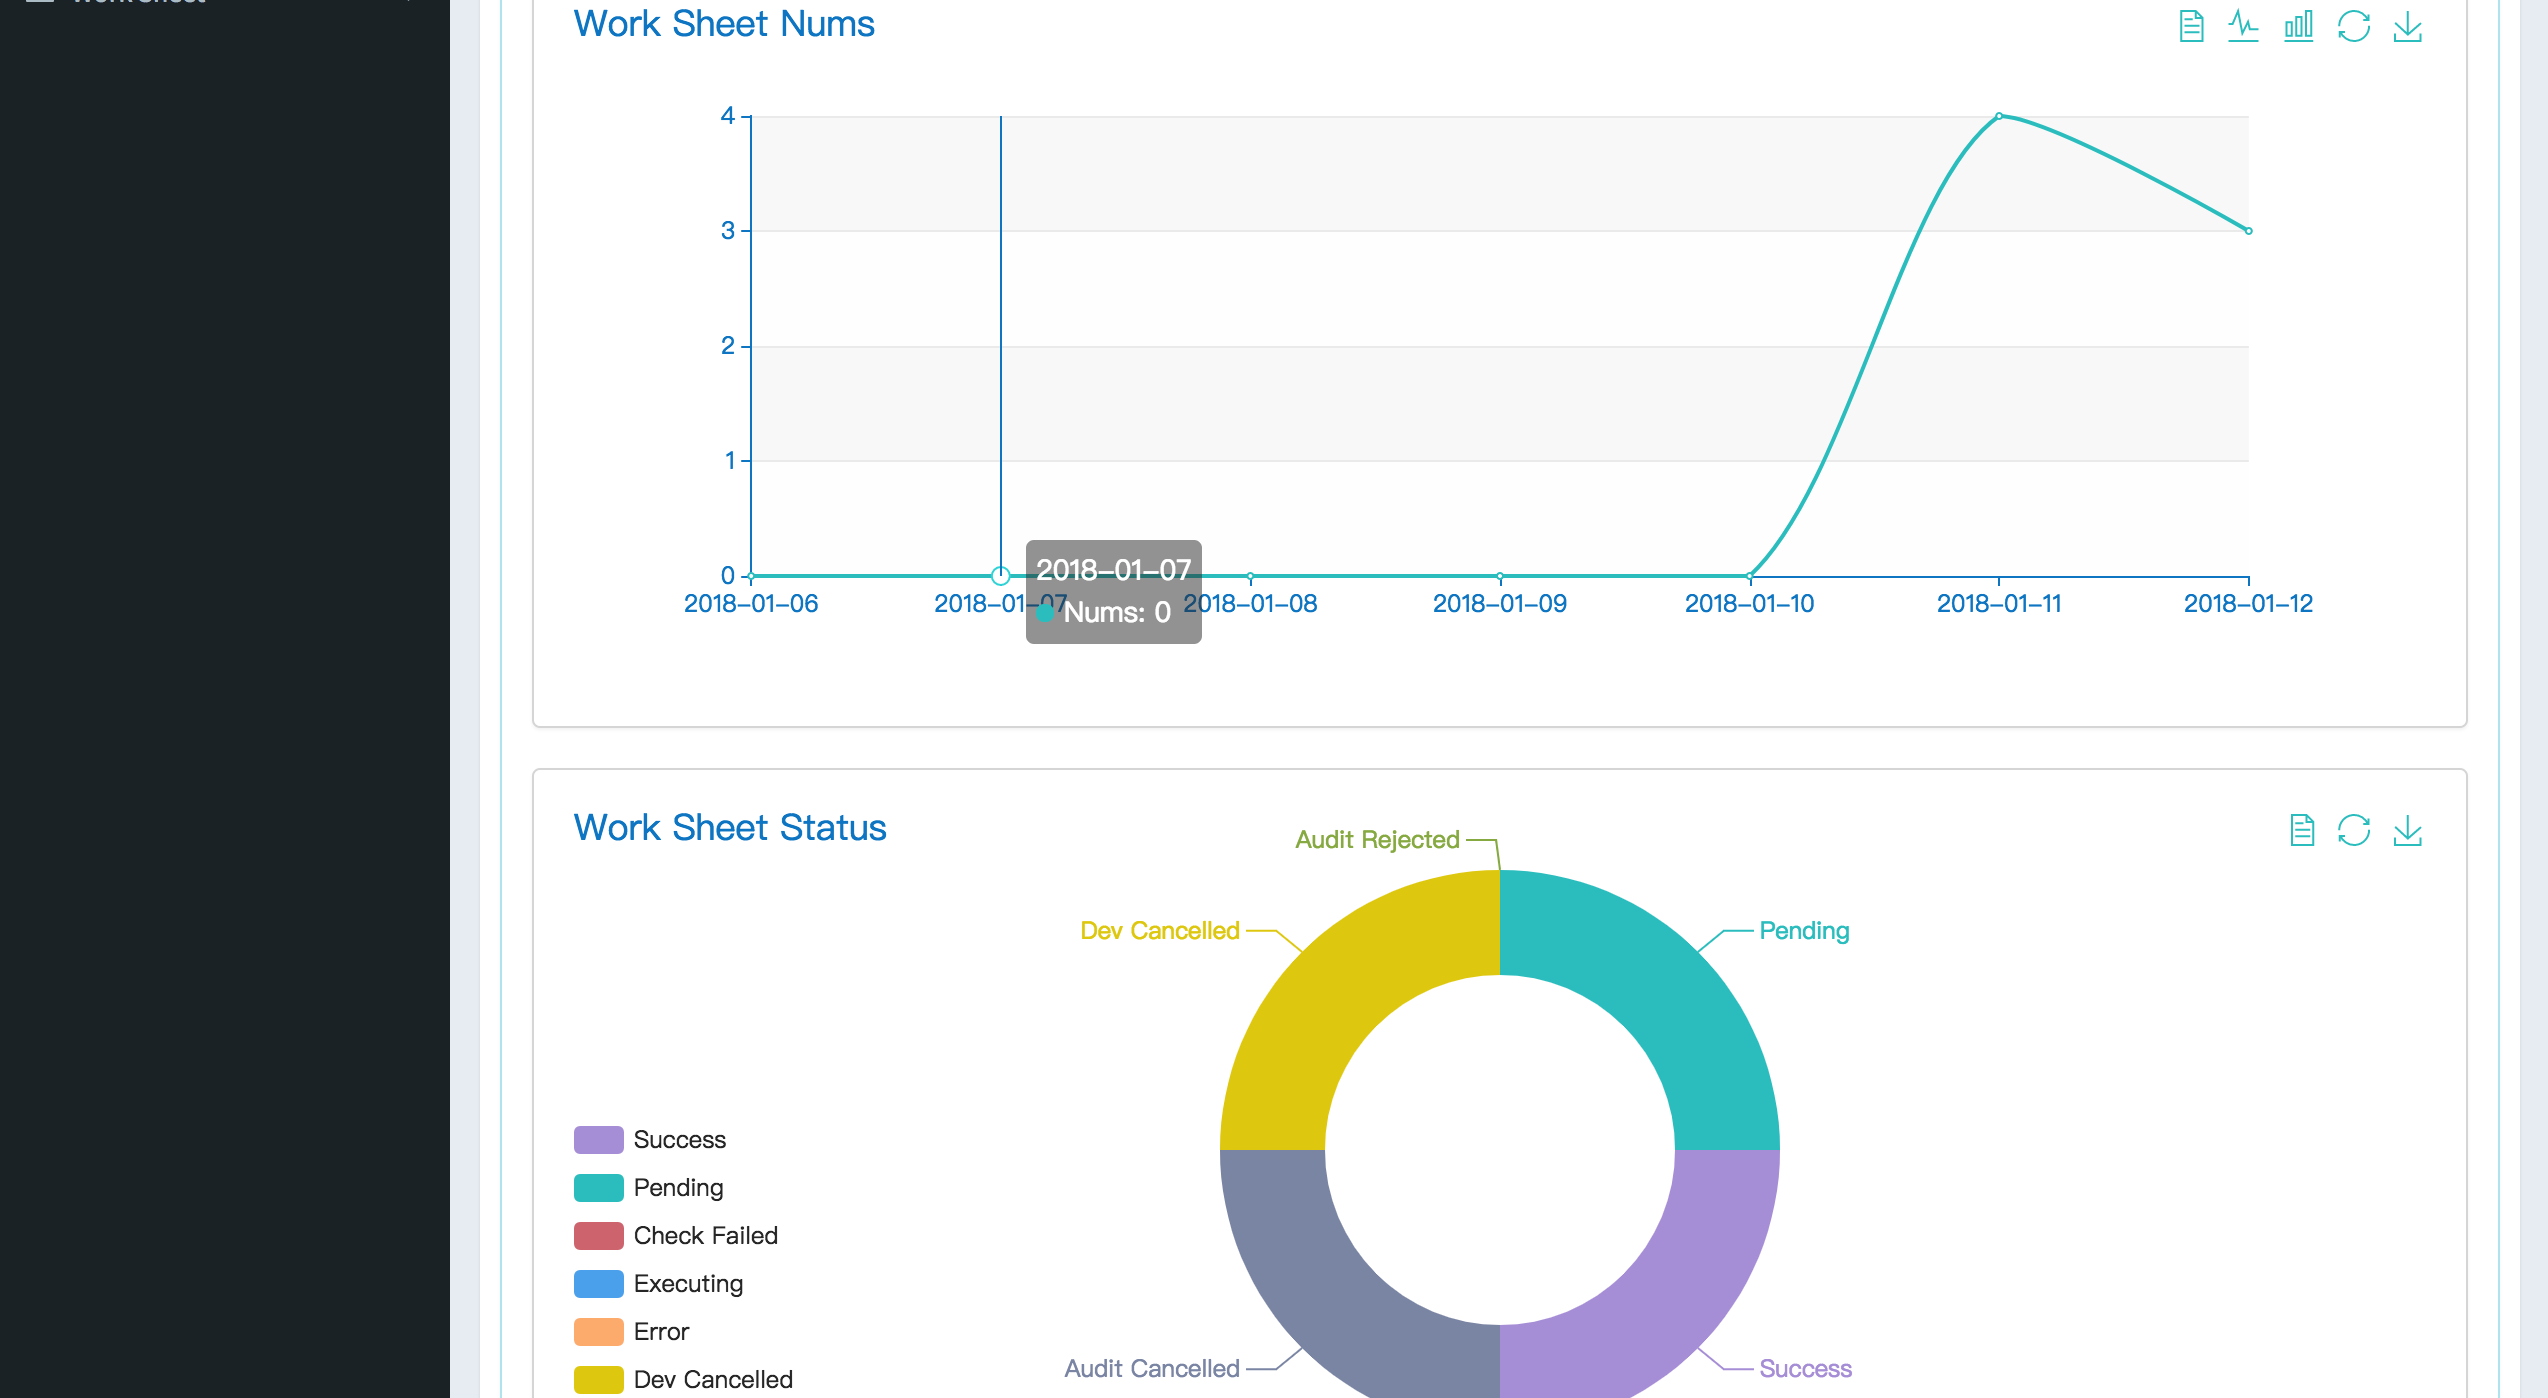 Work Sheet
Work Sheet Nums
4
3
2
1
0
2018-01-06
2018-01-07
2018-01-08
2018-01-09
2018-01-10
2018-01-11
2018-01-12
2018-01-07
Nums: 0
Work Sheet Status
Audit Rejected
Dev Cancelled
Pending
Audit Cancelled
Success
Success
Pending
Check Failed
Executing
Error
Dev Cancelled